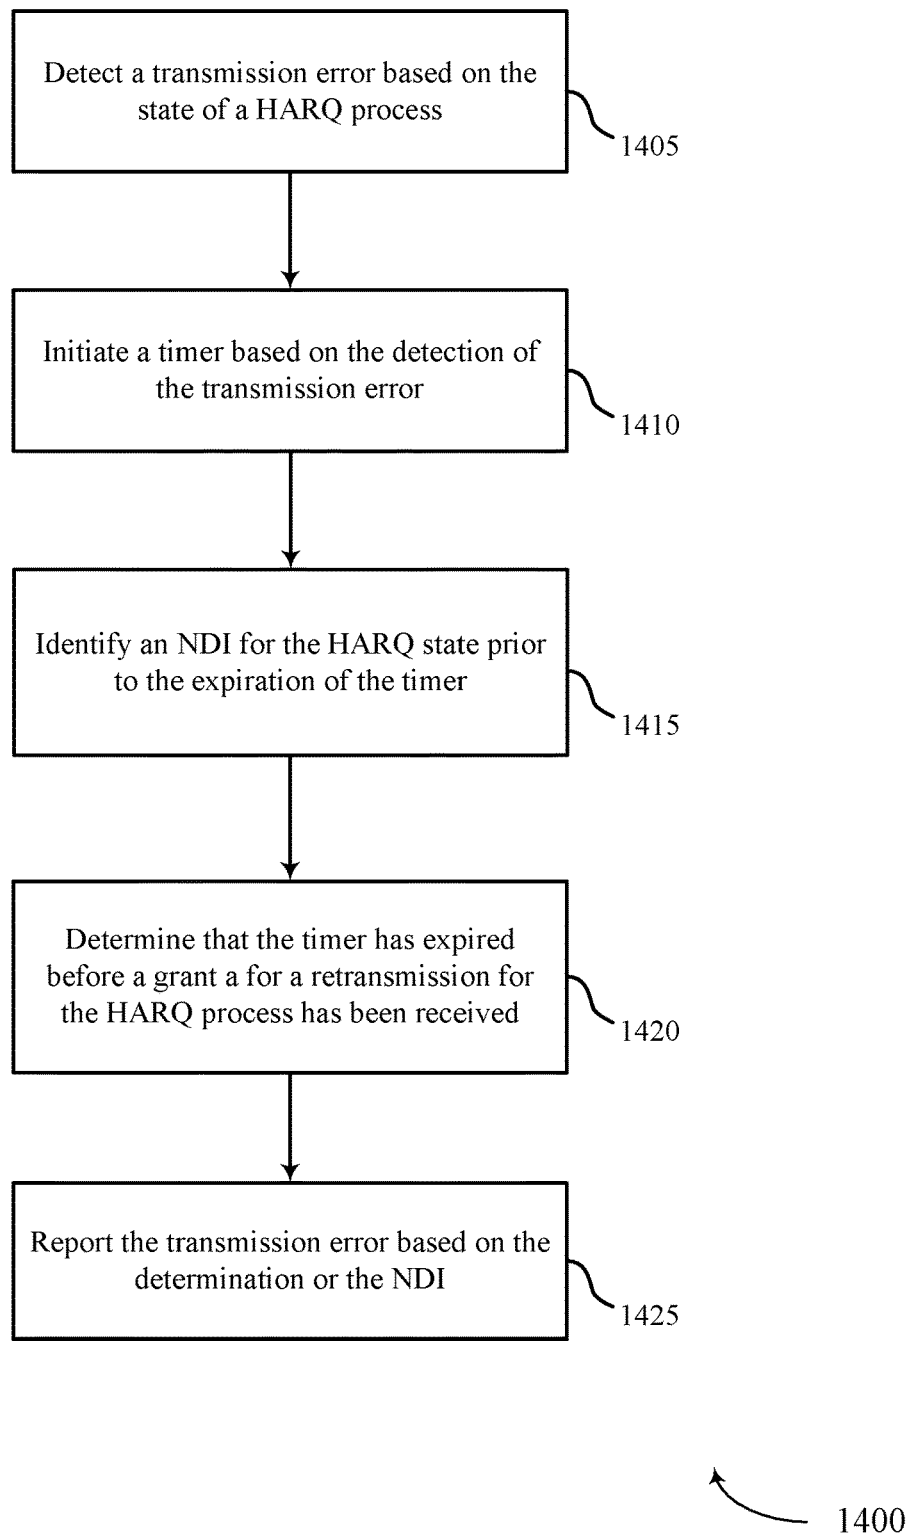 Detect a transmission error based on the
state of a HARQ process
1405
Initiate a timer based on the detection of
the transmission error
1410
Identify an NDI for the HARQ state prior
to the expiration of the timer
1415
Determine that the timer has expired
before a grant a for a retransmission for
the HARQ process has been received
1420
Report the transmission error based on the
determination or the NDI
1425
1400